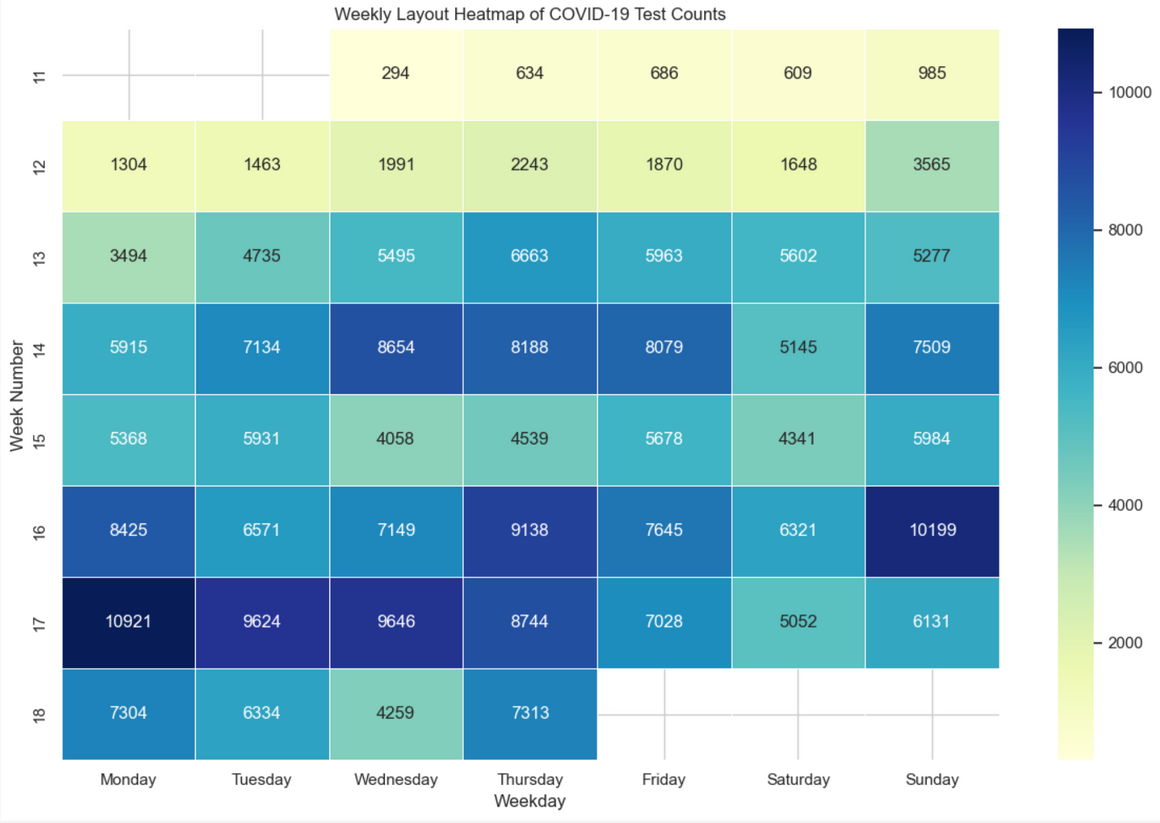 Weekly Layout Heatmap of COVID-19 Test Counts
11 294 634 686 609 985
12 1304 1463 1991 2243 1870 1648 3565
13 3494 4735 5495 6663 5963 5602 5277
14 5915 7134 8654 8188 8079 5145 7509
15 5368 5931 4058 4539 5678 4341 5984
16 8425 6571 7149 9138 7645 6321 10199
17 10921 9624 9646 8744 7028 5052 6131
18 7304 6334 4259 7313
Week Number
Monday Tuesday Wednesday Thursday Friday Saturday Sunday
Weekday
10000
8000
6000
4000
2000